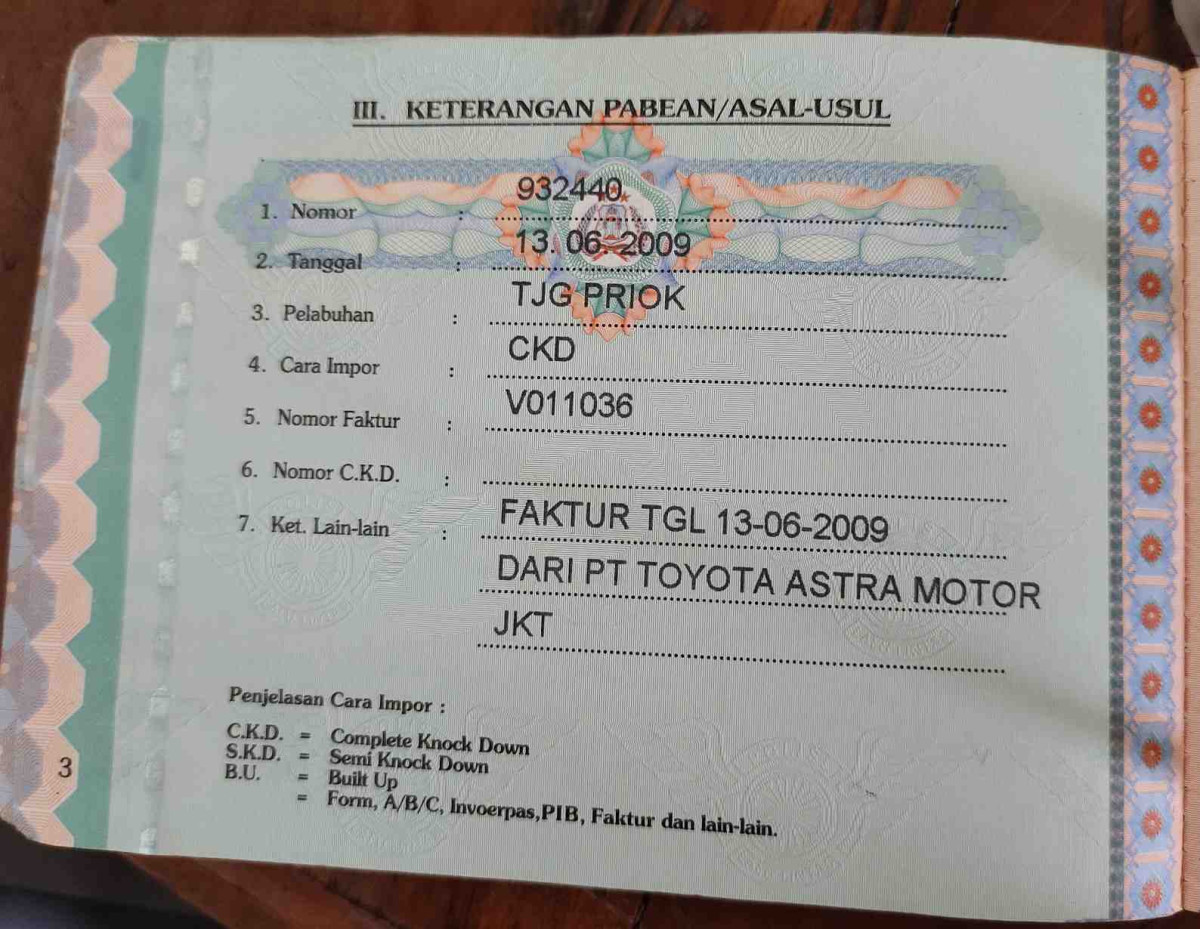 III. KETERANGAN PABEAN/ASAL-USUL
1. Nomor : 932440
2. Tanggal : 13. 06. 2009
3. Pelabuhan : TJG PRIOK
4. Cara Impor : CKD
5. Nomor Faktur : V011036
6. Nomor C.K.D. :
7. Ket. Lain-lain : FAKTUR TGL 13-06-2009
DARI PT TOYOTA ASTRA MOTOR
JKT
Penjelasan Cara Impor :
C.K.D. = Complete Knock Down
S.K.D. = Semi Knock Down
B.U. = Built Up
= Form, A/B/C, Invoerpas,PIB, Faktur dan lain-lain.
3